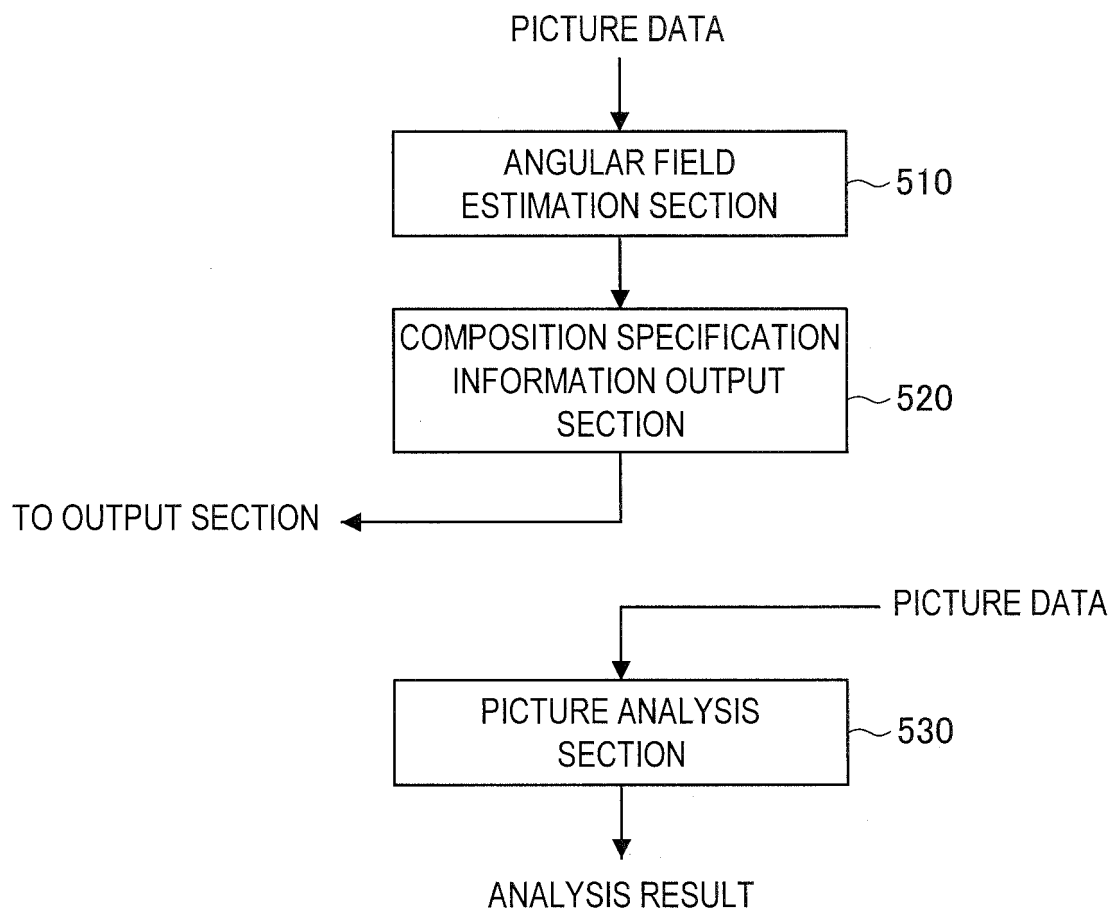 PICTURE DATA
ANGULAR FIELD
ESTIMATION SECTION
510
COMPOSITION SPECIFICATION
INFORMATION OUTPUT
SECTION
520
TO OUTPUT SECTION
PICTURE DATA
PICTURE ANALYSIS
SECTION
530
ANALYSIS RESULT